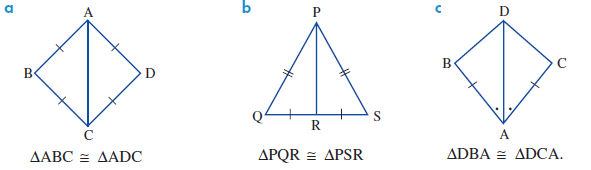 a
A
B
D
C
ΔABC ≅ ΔADC
b
P
Q
R
S
ΔPQR ≅ ΔPSR
c
D
B
C
A
ΔDBA ≅ ΔDCA.